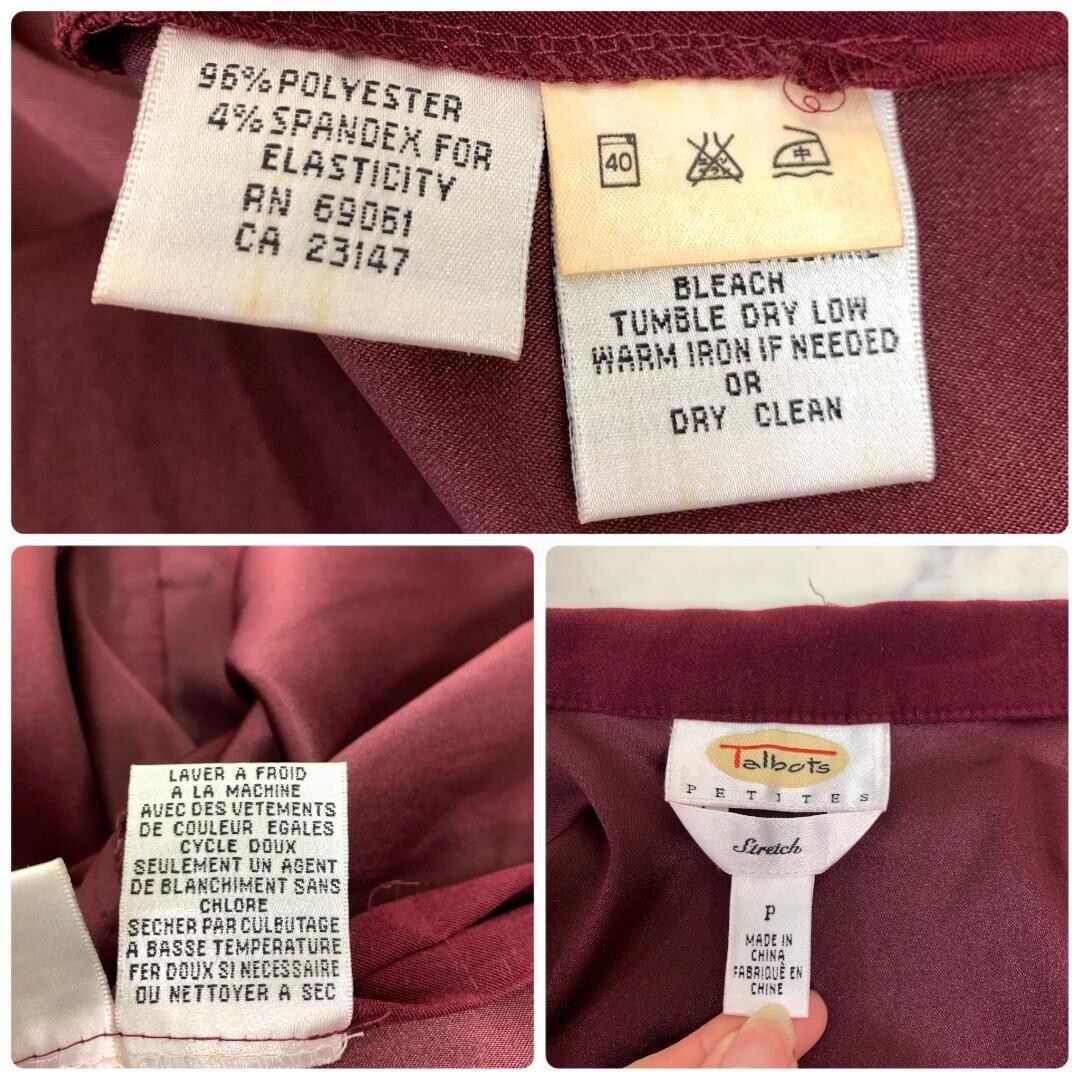 96% POLYESTER
4% SPANDEX FOR
ELASTICITY
RN 69061
CA 23147
40
中
BLEACH
TUMBLE DRY LOW
WARM IRON IF NEEDED
OR
DRY CLEAN
LAVER A FROID
A LA MACHINE
AVEC DES VETEMENTS
DE COULEUR EGALES
CYCLE DOUX
SEULEMENT UN AGENT
DE BLANCHIMENT SANS
CHLORE
SECHER PAR CULBUTAGE
A BASSE TEMPERATURE
FER DOUX SI NECESSAIRE
OU NETTOYER A SEC
Talbots
PETITES
Stretch
P
MADE IN
CHINA
FABRIQUÉ EN
CHINE